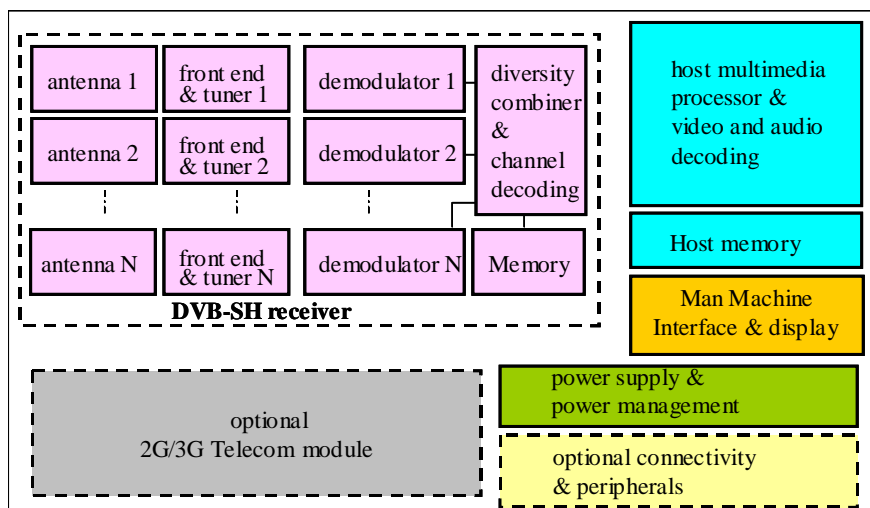 antenna 1
front end
& tuner 1
demodulator 1
diversity
combiner
&
channel
decoding
antenna 2
front end
& tuner 2
demodulator 2
antenna N
front end
& tuner N
demodulator N
Memory
DVB-SH receiver
host multimedia
processor &
video and audio
decoding
Host memory
Man Machine
Interface & display
optional
2G/3G Telecom module
power supply &
power management
optional connectivity
& peripherals